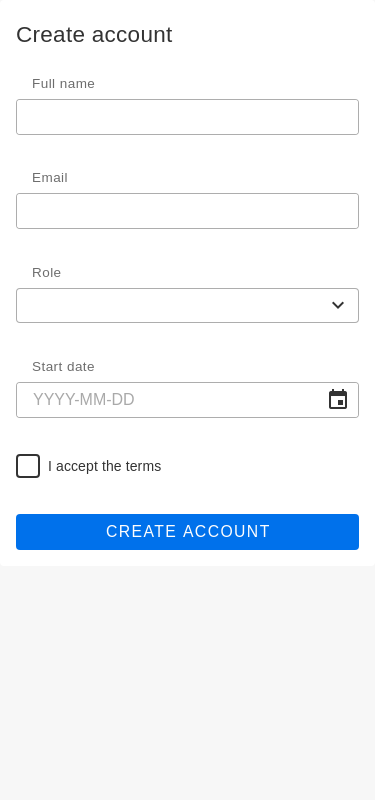 Create account
Full name
Email
Role
Start date
YYYY-MM-DD
I accept the terms
CREATE ACCOUNT